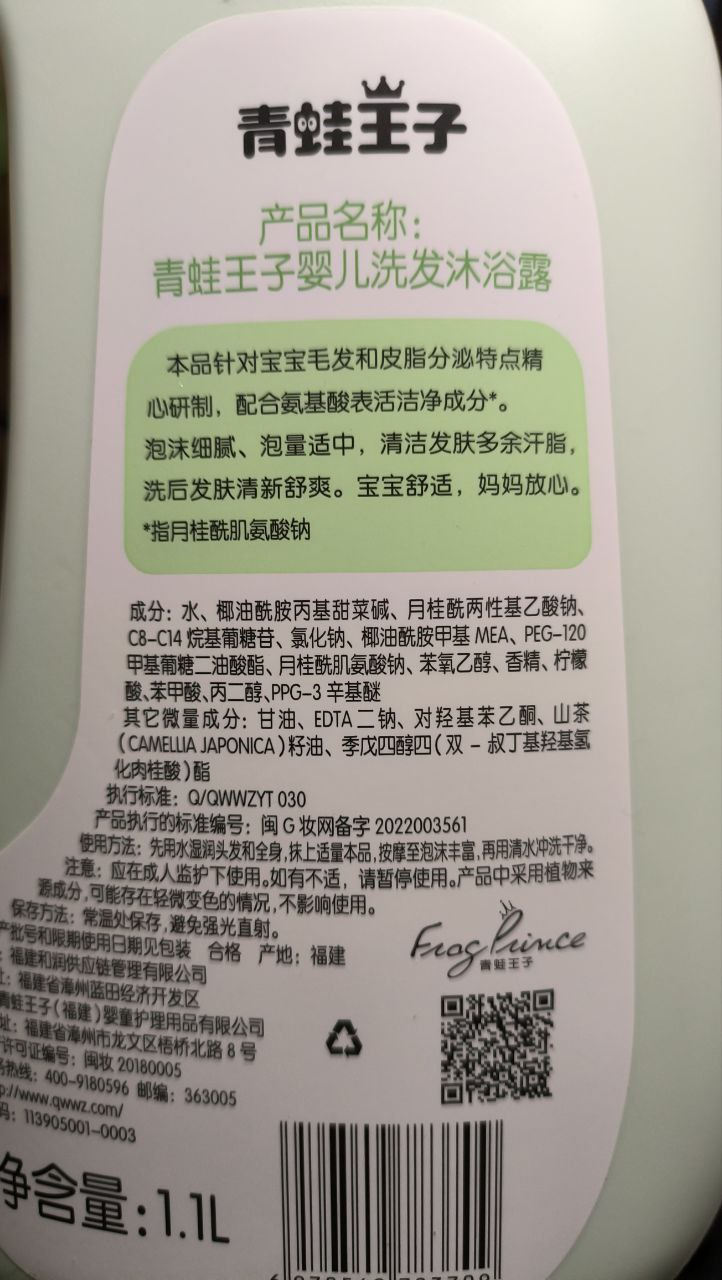 青蛙王子
产品名称：
青蛙王子婴儿洗发沐浴露
本品针对宝宝毛发和皮脂分泌特点精
心研制，配合氨基酸表活洁净成分*。
泡沫细腻、泡量适中，清洁发肤多余汗脂，
洗后发肤清新舒爽。宝宝舒适，妈妈放心。
*指月桂酰肌氨酸钠
成分：水、椰油酰胺丙基甜菜碱、月桂酰两性基乙酸钠、
C8-C14 烷基葡糖苷、氯化钠、椰油酰胺甲基 MEA、PEG-120
甲基葡糖二油酸酯、月桂酰肌氨酸钠、苯氧乙醇、香精、柠檬
酸、苯甲酸、丙二醇、PPG-3 辛基醚
其它微量成分：甘油、EDTA 二钠、对羟基苯乙酮、山茶
（CAMELLIA JAPONICA）籽油、季戊四醇四（双 - 叔丁基羟基氢
化肉桂酸）酯
执行标准：Q/QWWZYT 030
产品执行的标准编号：闽 G 妆网备字 2022003561
使用方法：先用水湿润头发和全身，抹上适量本品，按摩至泡沫丰富，再用清水冲洗干净。
注意：应在成人监护下使用。如有不适，请暂停使用。产品中采用植物来
源成分，可能存在轻微变色的情况，不影响使用。
保存方法：常温处保存，避免强光直射。
产批号和限期使用日期见包装 合格 产地：福建
：福建和润供应链管理有限公司
址：福建省漳州蓝田经济开发区
青蛙王子（福建）婴童护理用品有限公司
址：福建省漳州市龙文区梧桥北路 8 号
许可证编号：闽妆 20180005
务热线：400-9180596 邮编：363005
p://www.qwwz.com/
码：113905001-0003
Frog Prince
青蛙王子
净含量：1.1L